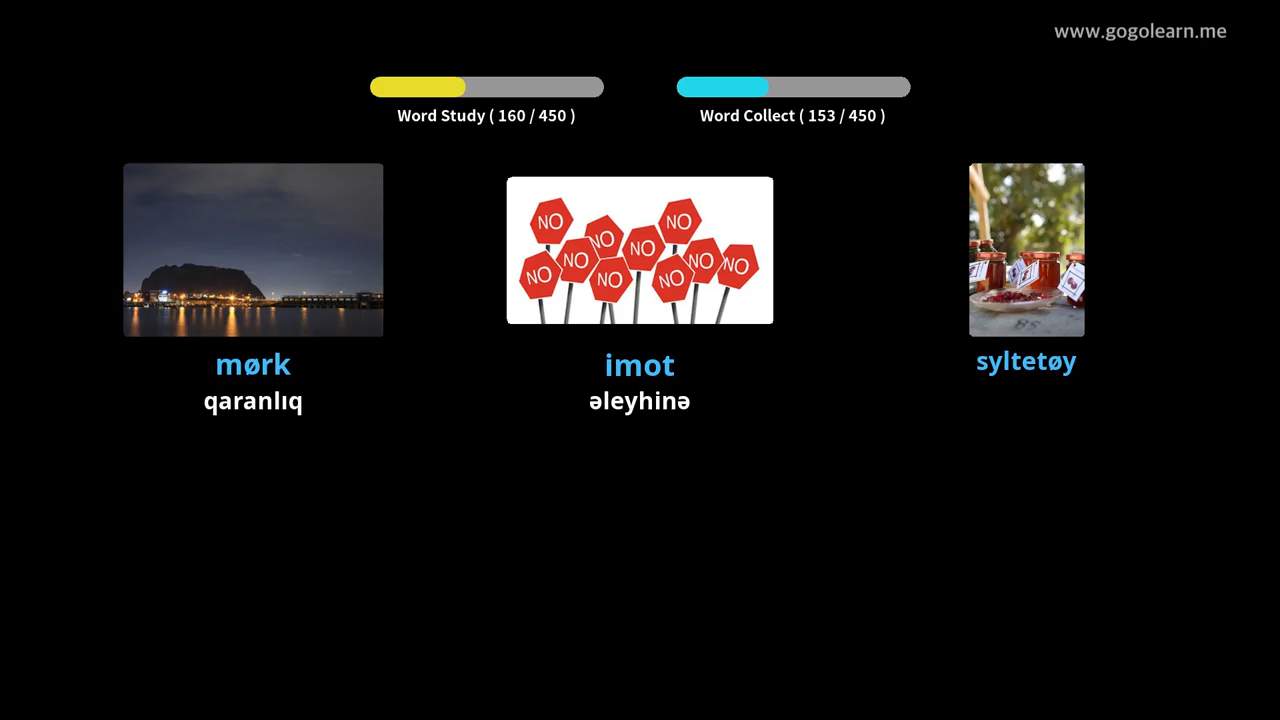 www.gogolearn.me
Word Study ( 160 / 450 )
Word Collect ( 153 / 450 )
NO
NO
NO
NO
NO
NO
NO
NO
NO
NO
mørk
imot
syltetøy
qaranlıq
əleyhinə